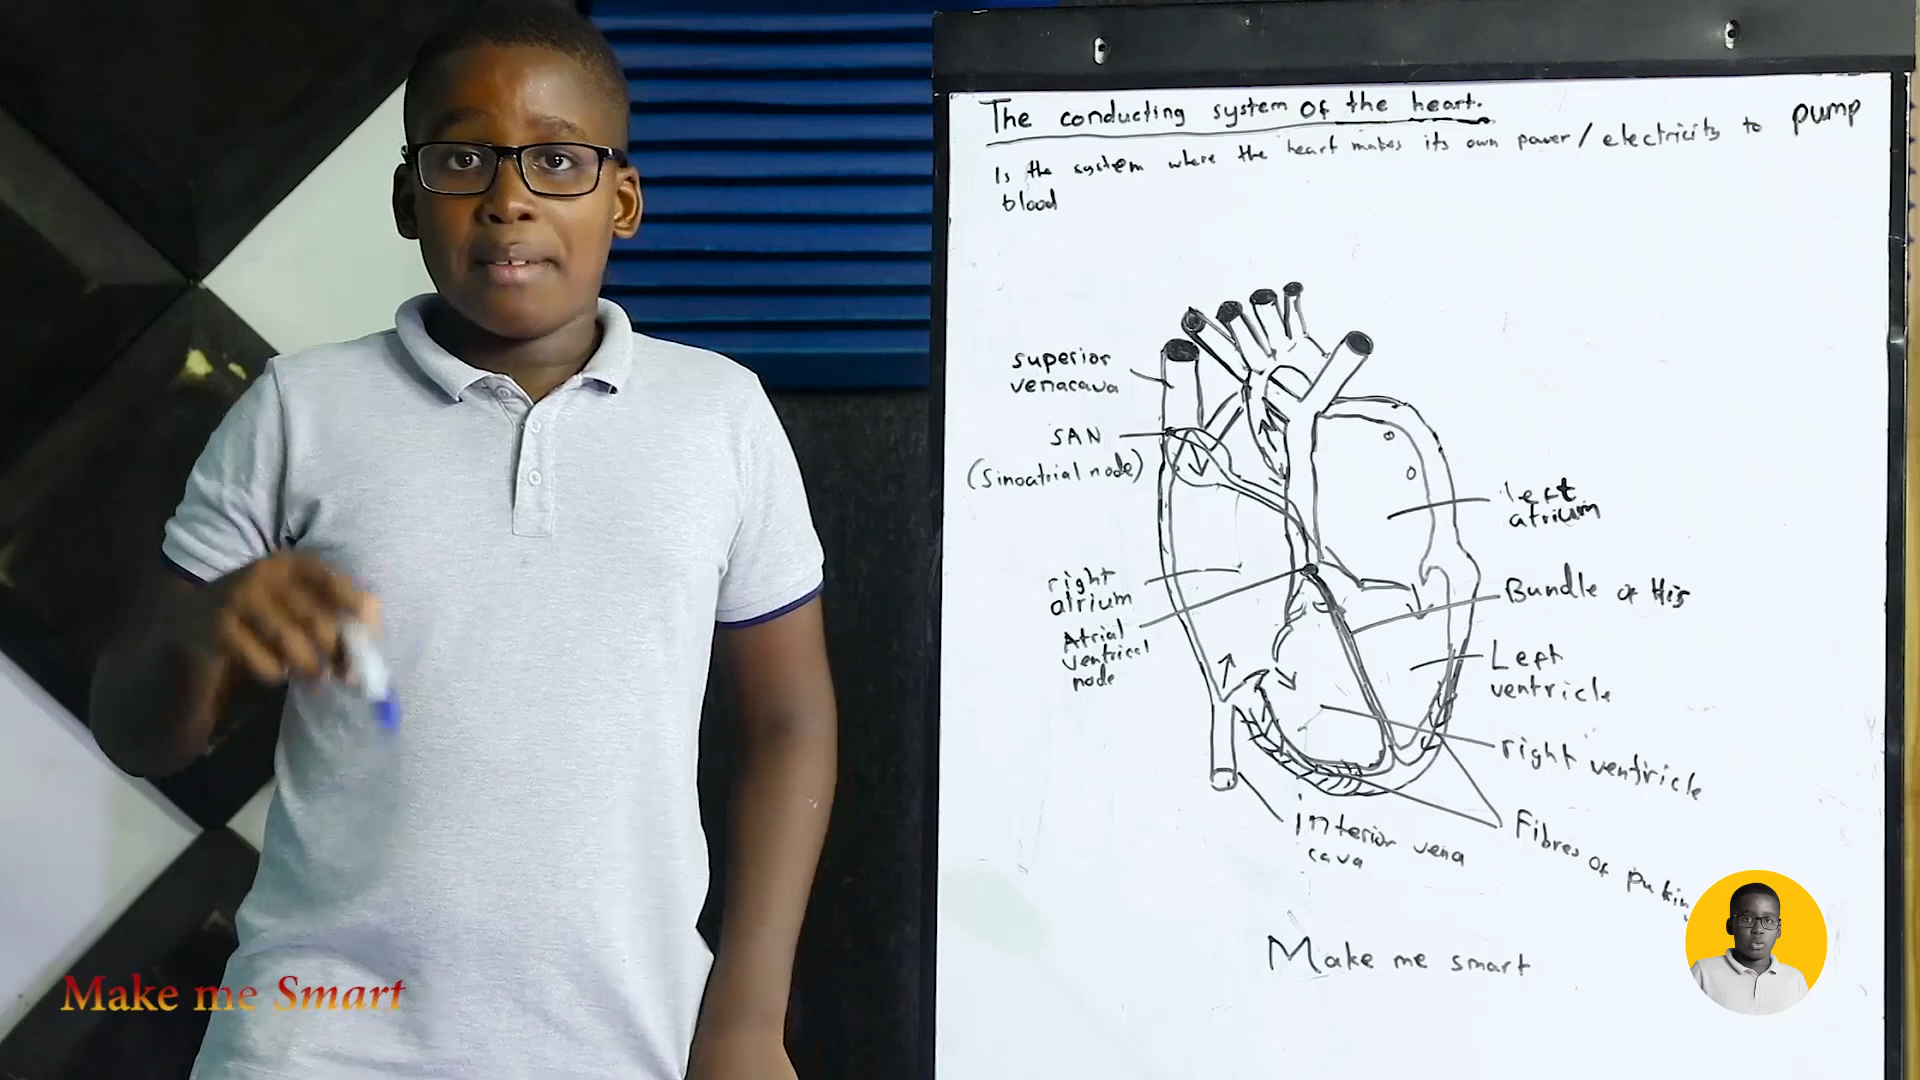 The conducting system of the heart.
Is the system where the heart makes its own power/electricity to pump
blood
superior
venacava
SAN
(Sinoatrial node)
right
atrium
Atrial
ventrical
node
left
atrium
Bundle of His
Left
ventricle
right ventricle
Fibres of
interior vena
cava
Make me smart
Make me Smart